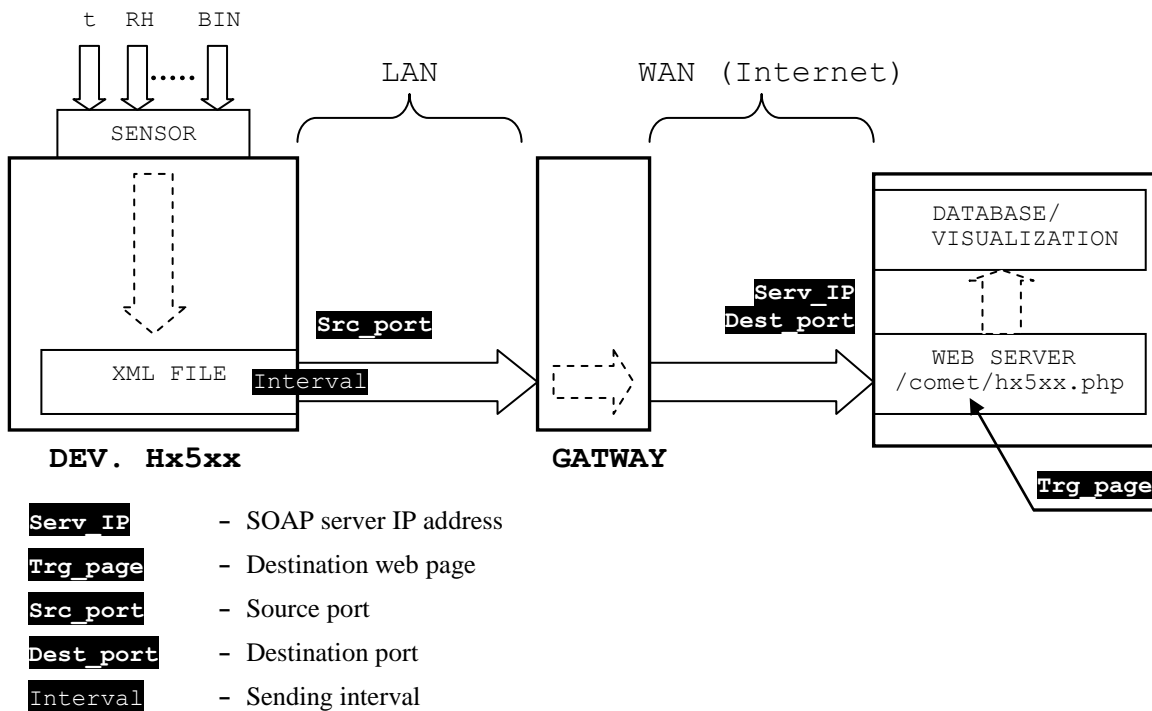 t RH BIN
.....
SENSOR
LAN
WAN (Internet)
DATABASE/
VISUALIZATION
Serv_IP
Dest_port
Src_port
XML FILE
Interval
WEB SERVER
/comet/hx5xx.php
DEV. Hx5xx
GATWAY
Trg_page
Serv_IP - SOAP server IP address
Trg_page - Destination web page
Src_port - Source port
Dest_port - Destination port
Interval - Sending interval